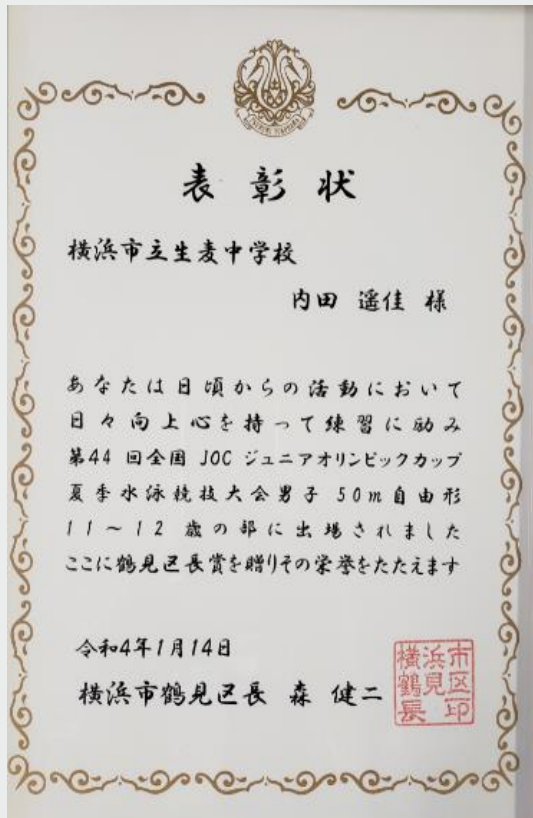 表彰状
横浜市立生麦中学校
内田 遥佳 様
あなたは日頃からの活動において
日々向上心を持って練習に励み
第44回全国JOCジュニアオリンピックカップ
夏季水泳競技大会男子50m自由形
11～12歳の部に出場されました
ここに鶴見区長賞を贈りその栄誉をたたえます
令和4年1月14日
横浜市鶴見区長 森 健二
横浜市
鶴見区
長印